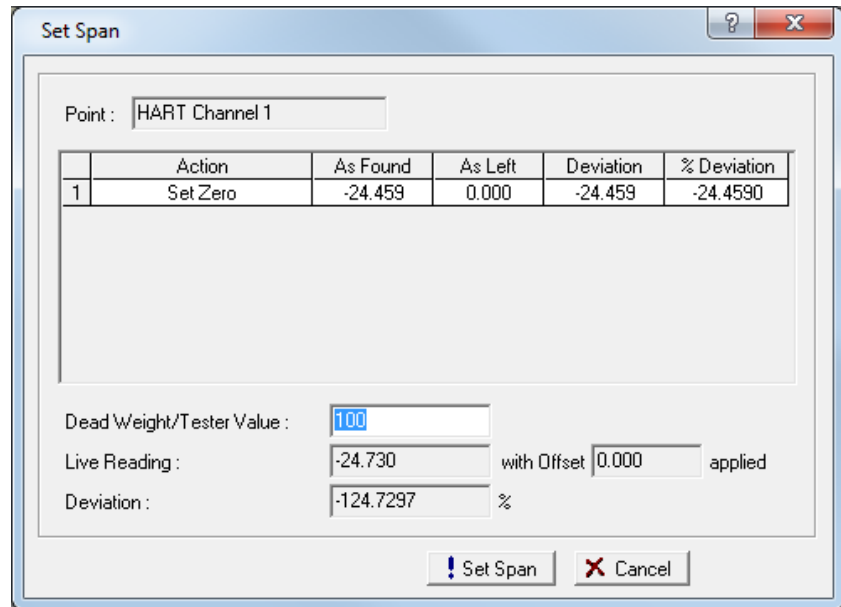 Set Span
?
X
Point : HART Channel 1
Action As Found As Left Deviation % Deviation
1 Set Zero -24.459 0.000 -24.459 -24.4590
Dead Weight/Tester Value : 100
Live Reading : -24.730 with Offset 0.000 applied
Deviation : -124.7297 %
! Set Span X Cancel